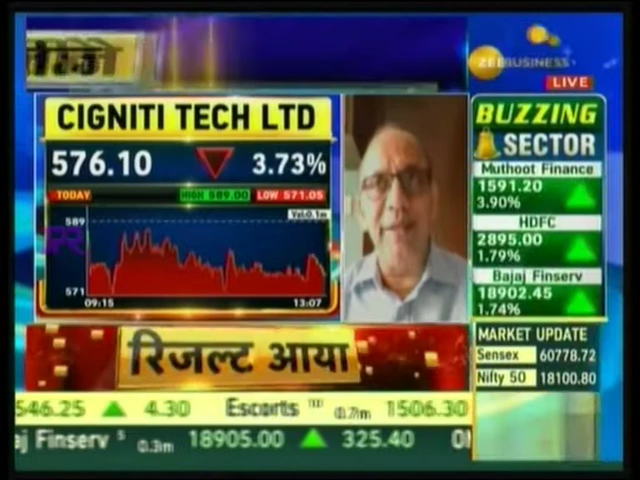 ZEE BUSINESS
LIVE
CIGNITI TECH LTD
576.10 3.73%
TODAY HIGH 589.00 LOW 571.05
Vol:0.1m
589
571
09:15 13:07
BUZZING
SECTOR
Muthoot Finance
1591.20
3.90%
HDFC
2895.00
1.79%
Bajaj Finserv
18902.45
1.74%
रिजल्ट आया
MARKET UPDATE
Sensex 60778.72
Nifty 50 18100.80
546.25 4.30 Escorts 1506.30
aj Finserv S 0.3m 18905.00 325.40